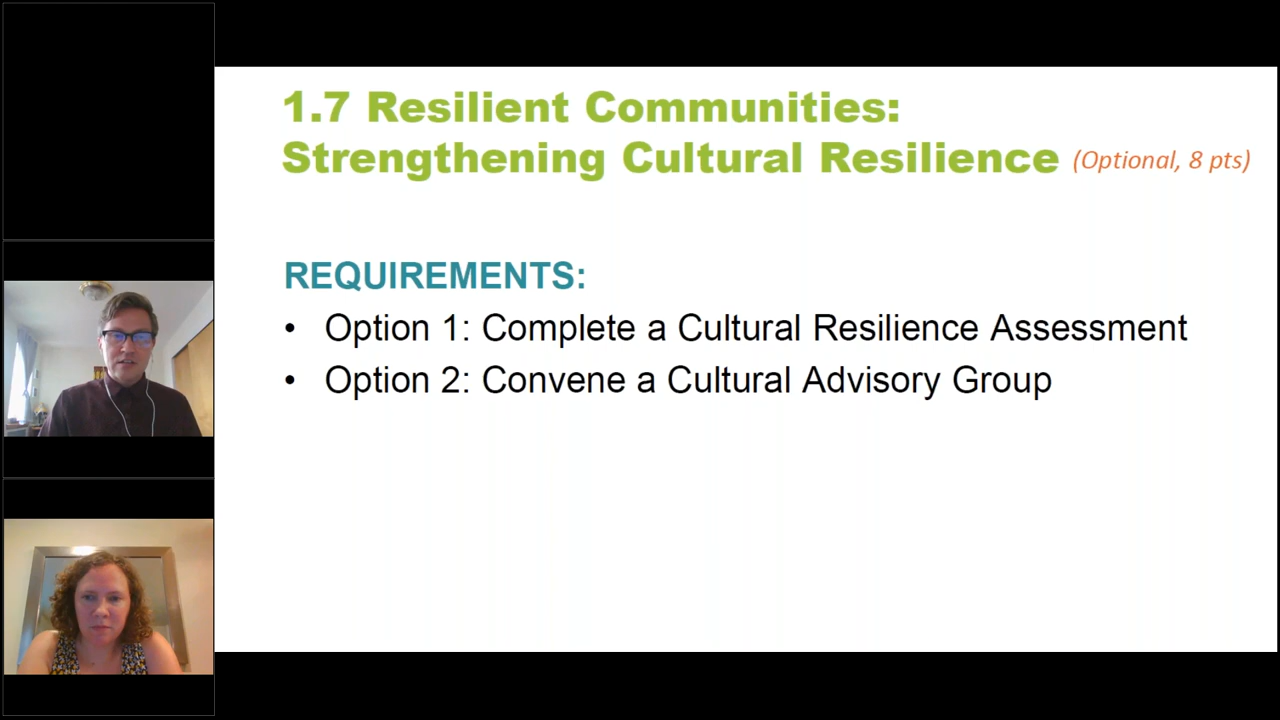 1.7 Resilient Communities:
Strengthening Cultural Resilience (Optional, 8 pts)
REQUIREMENTS:
• Option 1: Complete a Cultural Resilience Assessment
• Option 2: Convene a Cultural Advisory Group